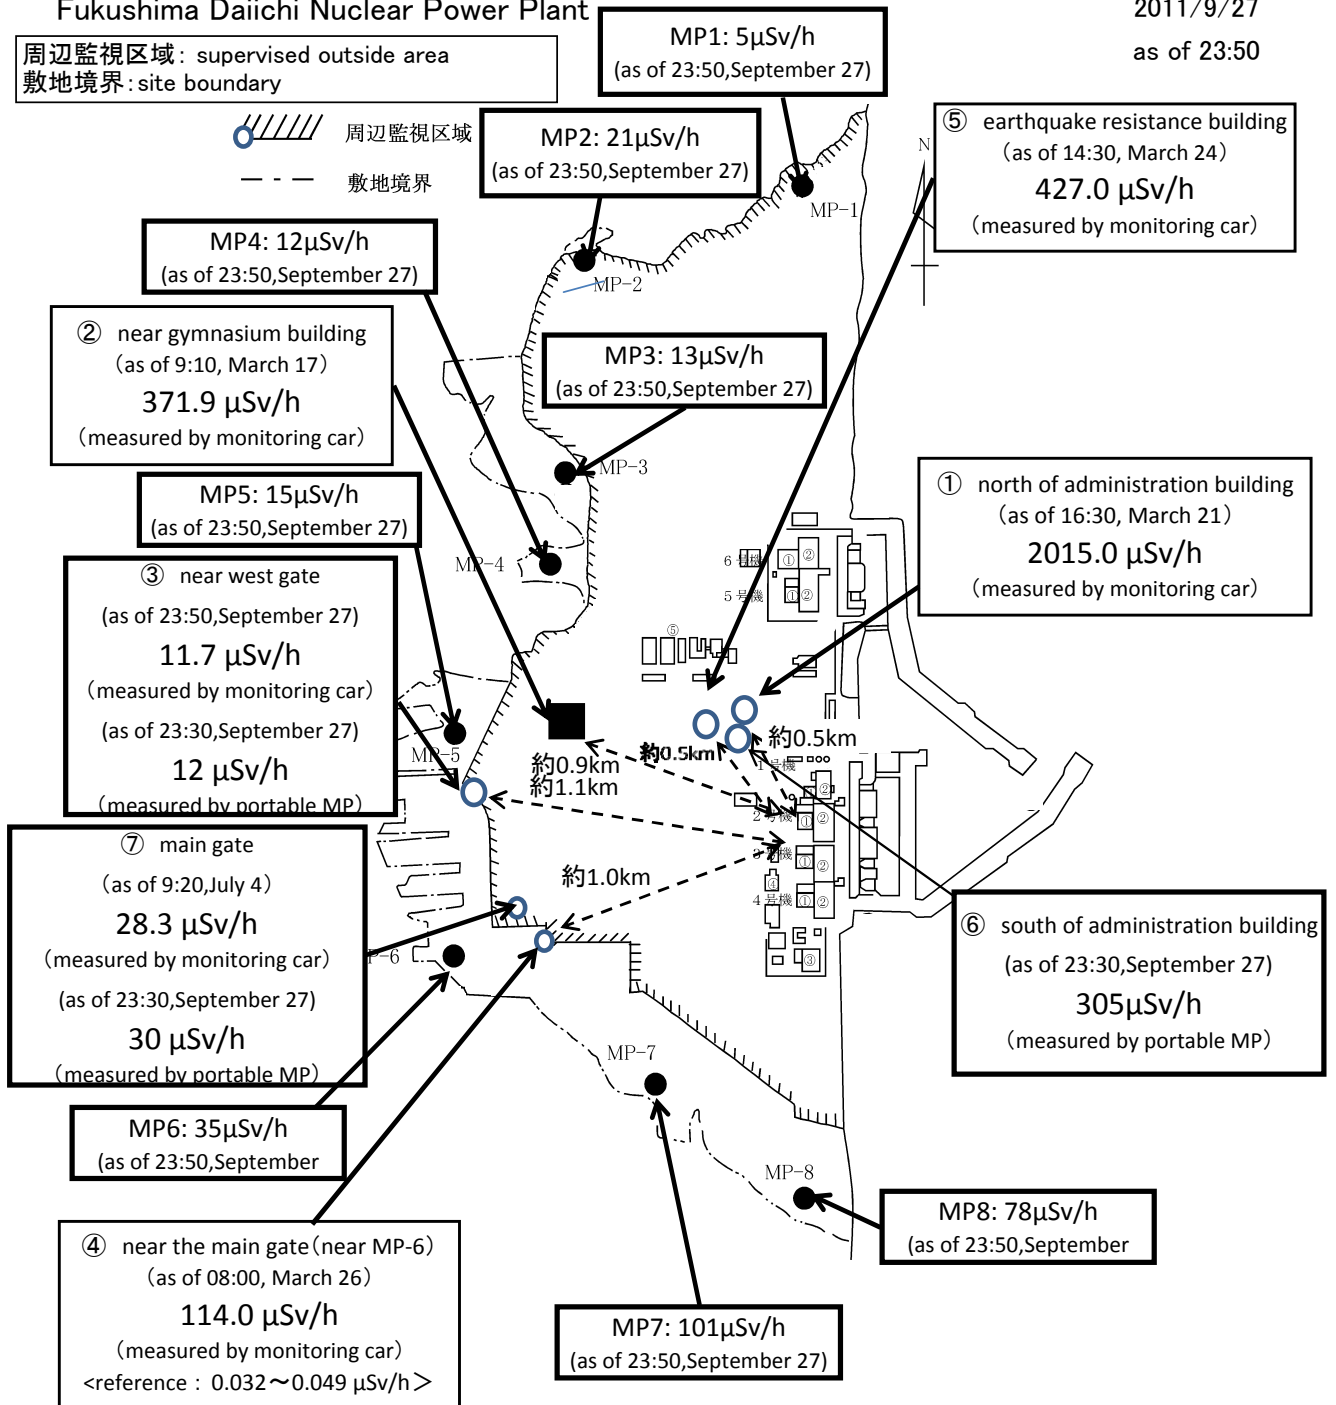 Fukushima Daiichi Nuclear Power Plant
2011/9/27
as of 23:50
周辺監視区域: supervised outside area
敷地境界:site boundary
周辺監視区域
敷地境界
MP1: 5μSv/h
(as of 23:50,September 27)
MP2: 21μSv/h
(as of 23:50,September 27)
⑤ earthquake resistance building
(as of 14:30, March 24)
427.0 μSv/h
(measured by monitoring car)
N
MP-1
MP4: 12μSv/h
(as of 23:50,September 27)
MP-2
② near gymnasium building
(as of 9:10, March 17)
371.9 μSv/h
(measured by monitoring car)
MP3: 13μSv/h
(as of 23:50,September 27)
MP-3
MP5: 15μSv/h
(as of 23:50,September 27)
① north of administration building
(as of 16:30, March 21)
2015.0 μSv/h
(measured by monitoring car)
MP-4
6号機
① ②
5号機
① ②
⑤
③ near west gate
(as of 23:50,September 27)
11.7 μSv/h
(measured by monitoring car)
(as of 23:30,September 27)
12 μSv/h
(measured by portable MP)
MP-5
約0.9km
約1.1km
約0.5km
約0.5km
1号機
②
2号機
① ②
3号機
① ②
④
4号機
① ②
③
約1.0km
⑦ main gate
(as of 9:20,July 4)
28.3 μSv/h
(measured by monitoring car)
(as of 23:30,September 27)
30 μSv/h
(measured by portable MP)
P-6
⑥ south of administration building
(as of 23:30,September 27)
305μSv/h
(measured by portable MP)
MP-7
MP6: 35μSv/h
(as of 23:50,September
MP-8
MP8: 78μSv/h
(as of 23:50,September
④ near the main gate(near MP-6)
(as of 08:00, March 26)
114.0 μSv/h
(measured by monitoring car)
<reference : 0.032～0.049 μSv/h>
MP7: 101μSv/h
(as of 23:50,September 27)